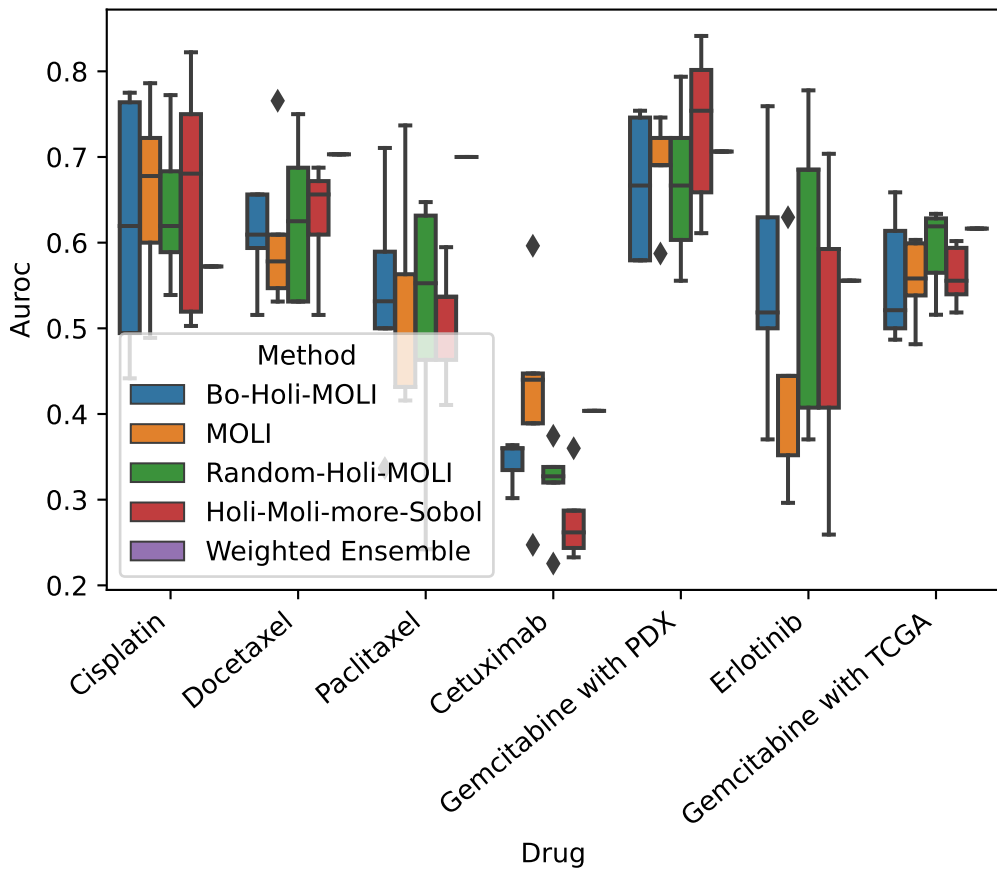 0.8
0.7
0.6
0.5
0.4
0.3
0.2
Auroc
Method
Bo-Holi-MOLI
MOLI
Random-Holi-MOLI
Holi-Moli-more-Sobol
Weighted Ensemble
Cisplatin
Docetaxel
Paclitaxel
Cetuximab
Gemcitabine with PDX
Erlotinib
Gemcitabine with TCGA
Drug